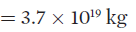 = 3.7 × 10¹⁹ kg